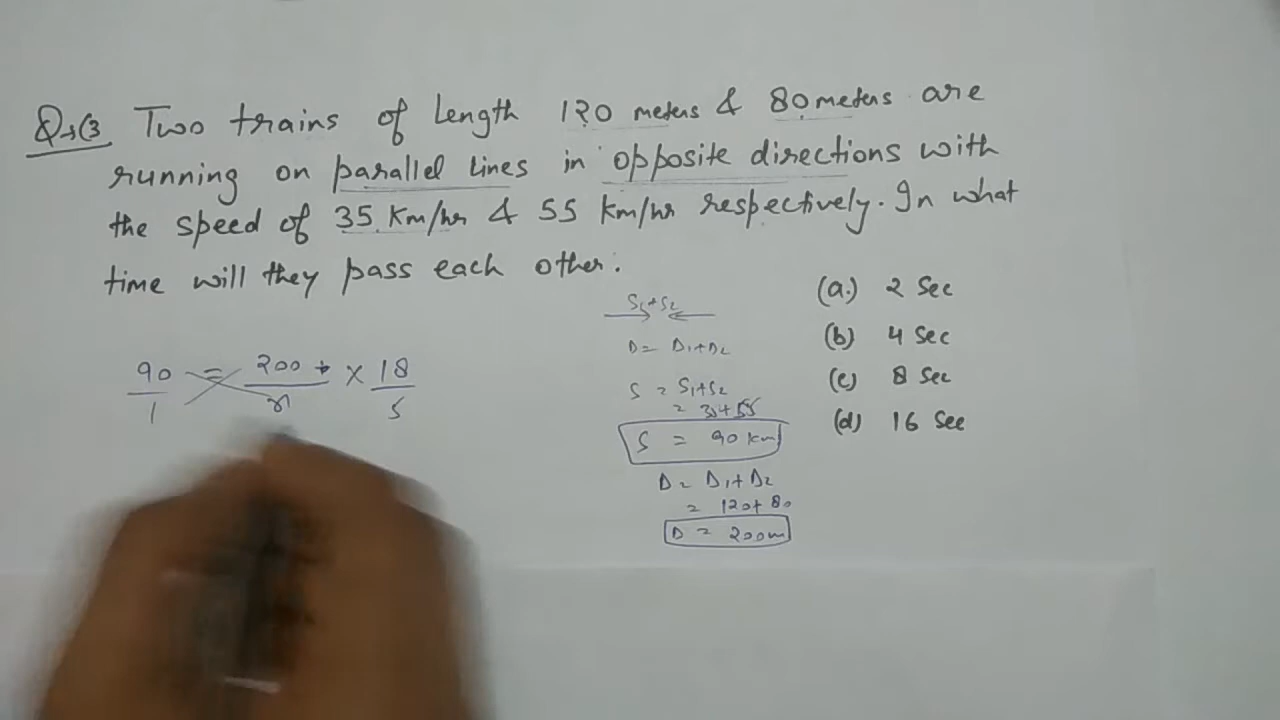 Q→(3 Two trains of length 120 meters & 80 meters are
running on parallel lines in opposite directions with
the speed of 35 Km/hr & 55 km/hr respectively. In what
time will they pass each other.
(a.) 2 Sec
(b) 4 Sec
(c) 8 Sec
(d) 16 Sec
S1+S2
D = D1+D2
S = S1+S2
= 35+55
S = 90 km
D = D1+D2
= 120+80
D = 200m
90/1 = 200/x × 18/5